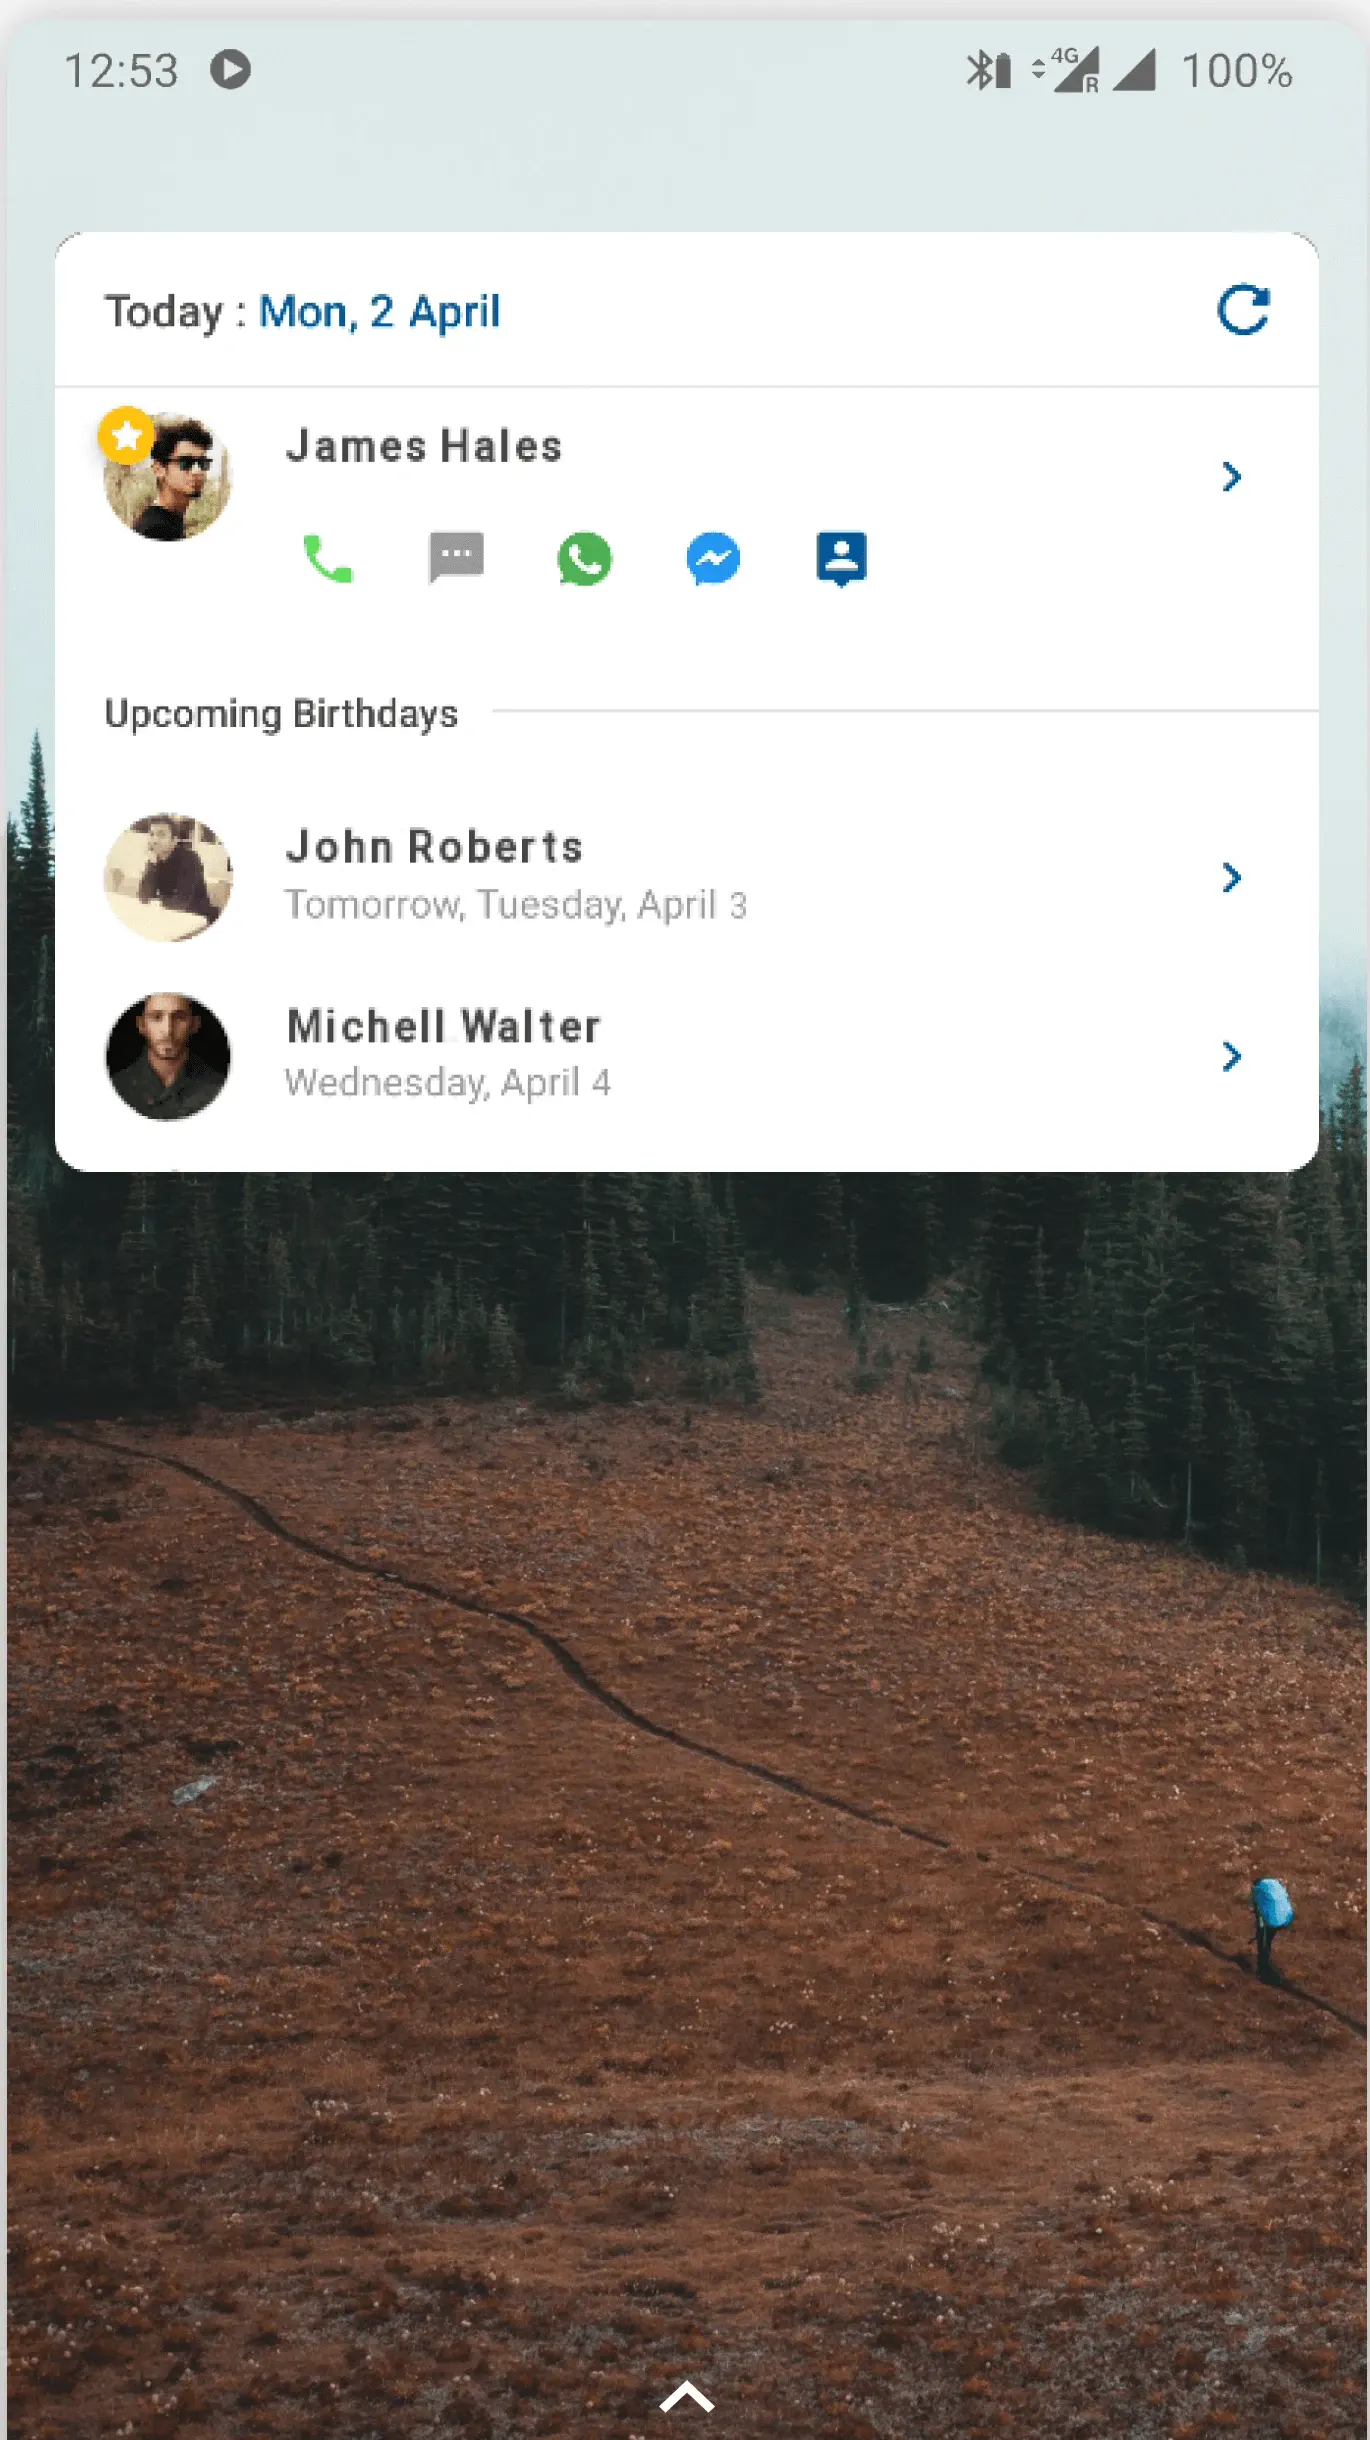 12:53
4G
R
100%
Today : Mon, 2 April
James Hales
Upcoming Birthdays
John Roberts
Tomorrow, Tuesday, April 3
Michell Walter
Wednesday, April 4